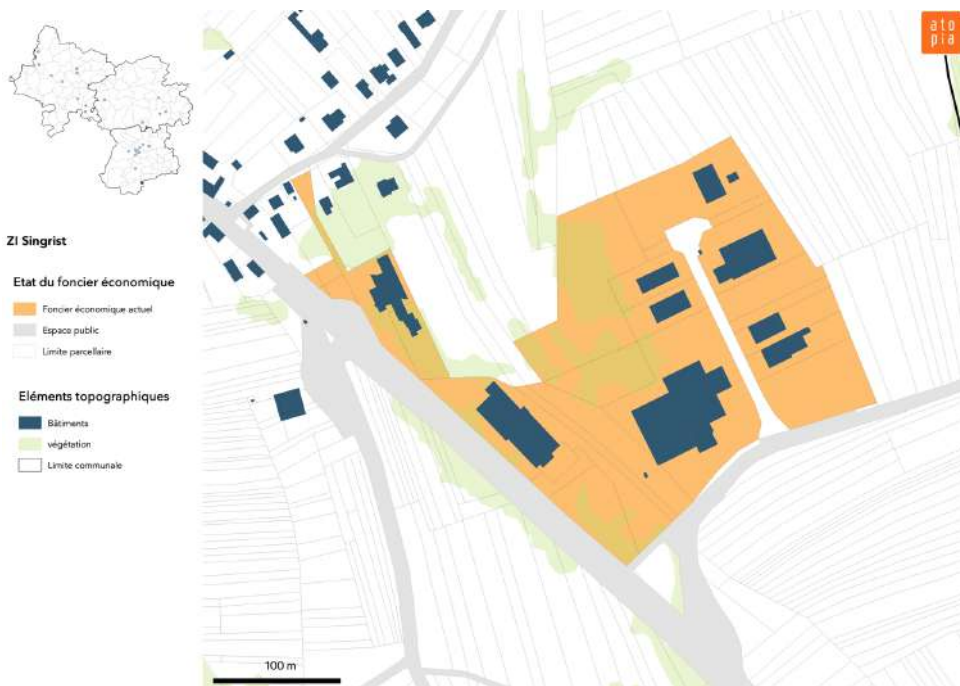 ato
pia
ZI Singrist
Etat du foncier économique
Foncier économique actuel
Espace public
Limite parcellaire
Eléments topographiques
Bâtiments
végétation
Limite communale
100 m